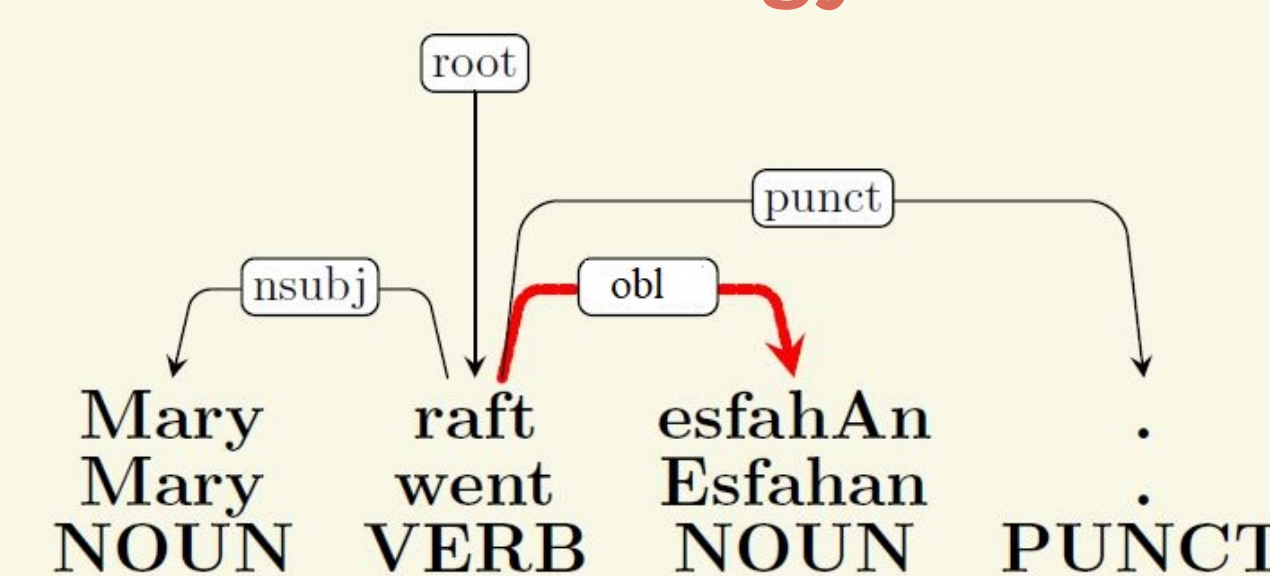 root
punct
nsubj obl
Mary raft esfahAn .
Mary went Esfahan .
NOUN VERB NOUN PUNCT